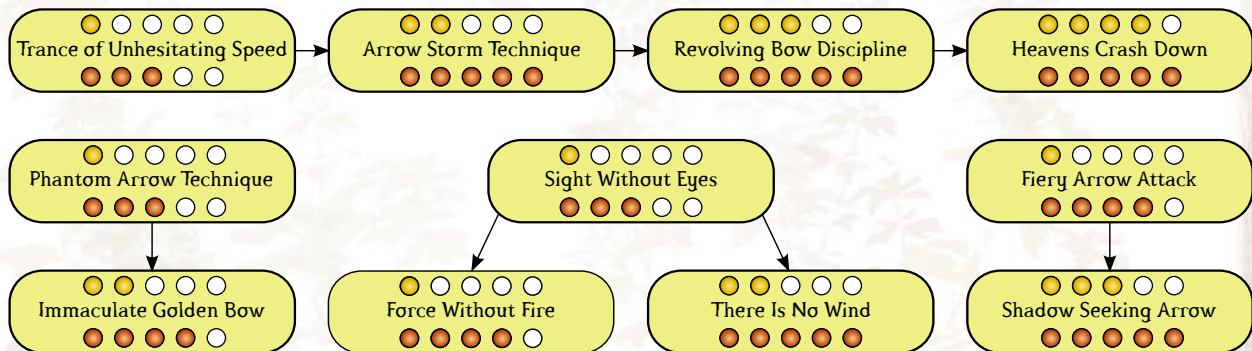 Trance of Unhesitating Speed
Arrow Storm Technique
Revolving Bow Discipline
Heavens Crash Down
Phantom Arrow Technique
Sight Without Eyes
Fiery Arrow Attack
Immaculate Golden Bow
Force Without Fire
There Is No Wind
Shadow Seeking Arrow